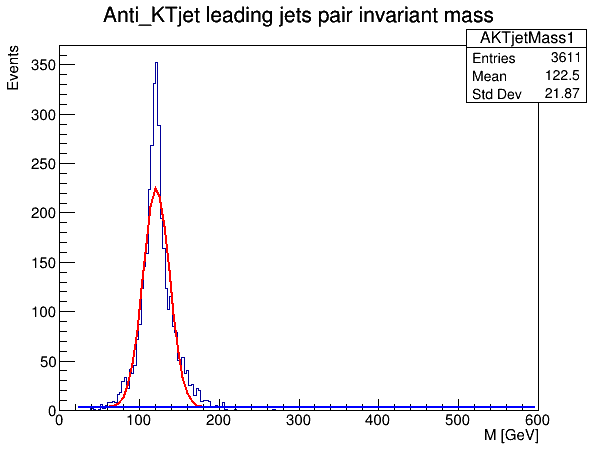 Anti_KTjet leading jets pair invariant mass
AKTjetMass1
Entries 3611
Mean 122.5
Std Dev 21.87
Events
350
300
250
200
150
100
50
0
0 100 200 300 400 500 600
M [GeV]